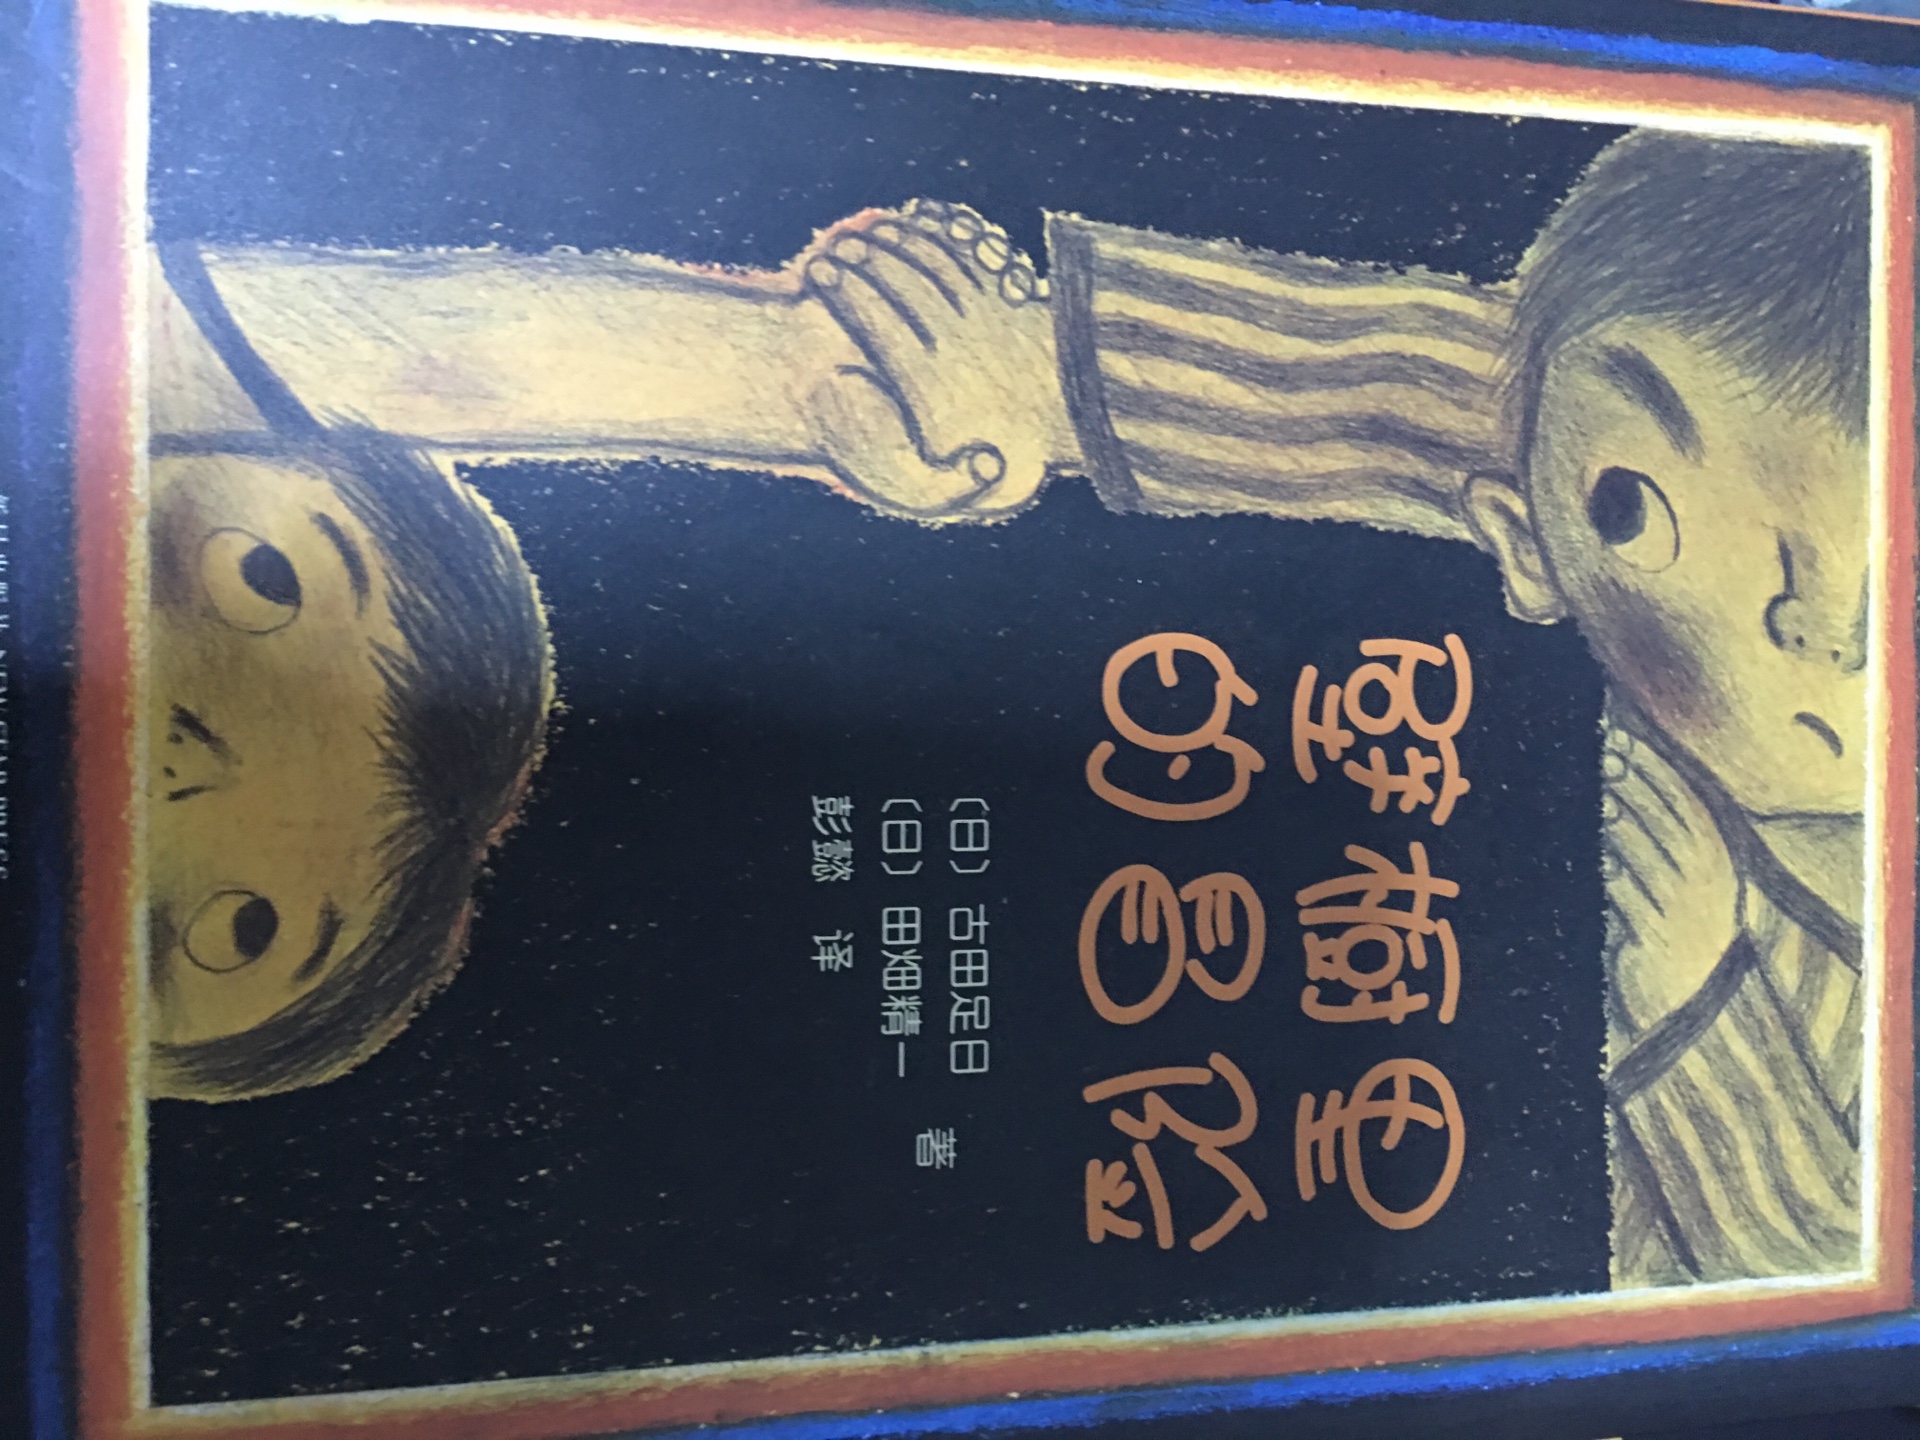 壁橱里
的冒险
〔日〕 古田足日
〔日〕 田畑精一
著
彭懿 译